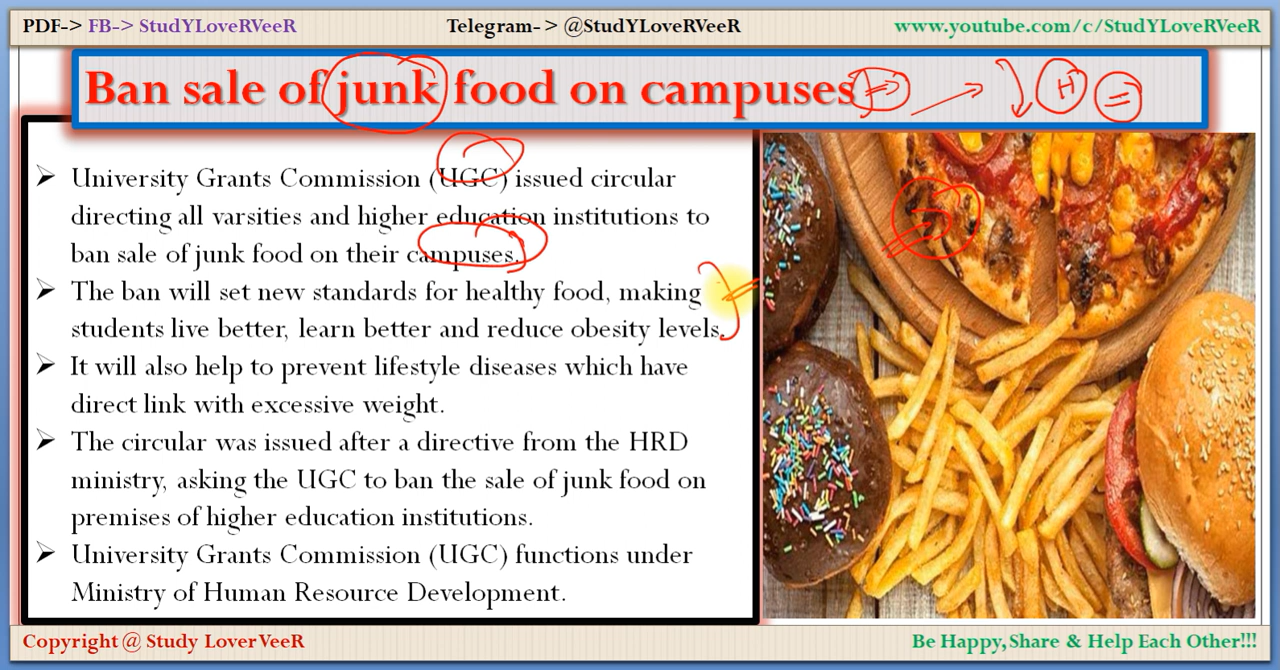 PDF-> FB-> StudYLoveRVeeR
Telegram-> @StudYLoveRVeeR
www.youtube.com/c/StudYLoveRVeeR
Ban sale of junk food on campuses
H
➢ University Grants Commission (UGC) issued circular
directing all varsities and higher education institutions to
ban sale of junk food on their campuses.
➢ The ban will set new standards for healthy food, making
students live better, learn better and reduce obesity levels.
➢ It will also help to prevent lifestyle diseases which have
direct link with excessive weight.
➢ The circular was issued after a directive from the HRD
ministry, asking the UGC to ban the sale of junk food on
premises of higher education institutions.
➢ University Grants Commission (UGC) functions under
Ministry of Human Resource Development.
Copyright @ Study LoverVeeR
Be Happy,Share & Help Each Other!!!